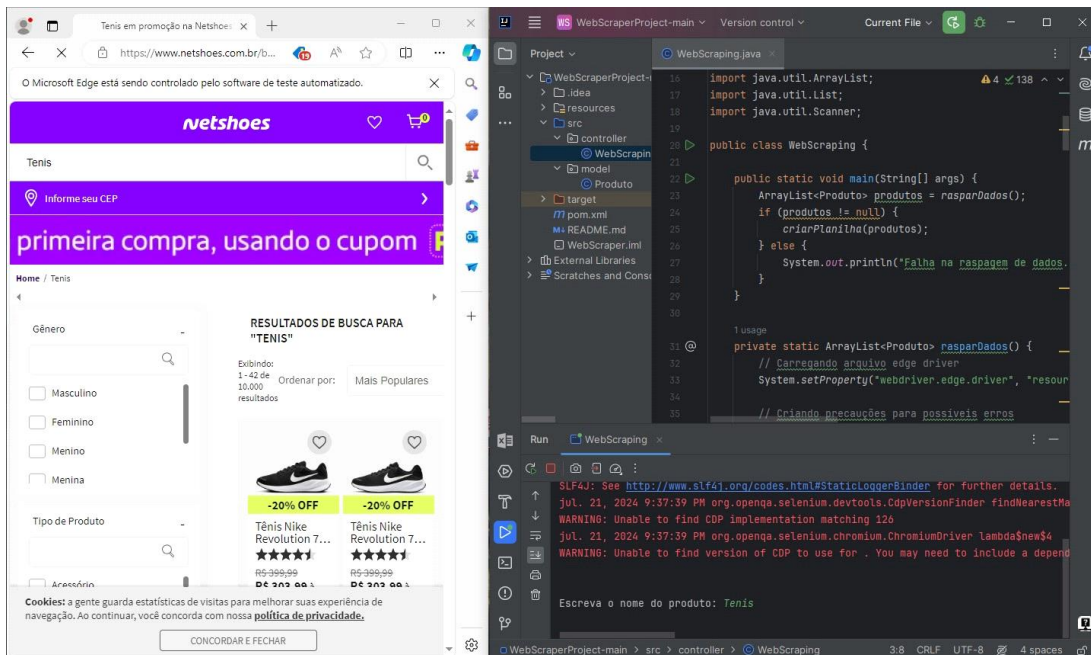 Tenis em promoção na Netshoes
https://www.netshoes.com.br/b...
O Microsoft Edge está sendo controlado pelo software de teste automatizado.
netshoes
0
Tenis
Informe seu CEP
primeira compra, usando o cupom
Home / Tenis
Gênero
-
Masculino
Feminino
Menino
Menina
Tipo de Produto
-
Acessório
RESULTADOS DE BUSCA PARA
"TENIS"
Exibindo:
1 - 42 de
10.000
resultados
Ordenar por:
Mais Populares
-20% OFF
-20% OFF
Tênis Nike
Revolution 7...
Tênis Nike
Revolution 7...
R$ 399,99
R$ 399,99
R$ 303,99
R$ 303,99
Cookies: a gente guarda estatísticas de visitas para melhorar suas experiência de
navegação. Ao continuar, você concorda com nossa política de privacidade.
CONCORDAR E FECHAR
WS WebScraperProject-main
Version control
Current File
Project
WebScraperProject-
.idea
resources
src
controller
WebScrapin
model
Produto
target
pom.xml
README.md
WebScraper.iml
External Libraries
Scratches and Cons
WebScraping.java
4 138
16 import java.util.ArrayList;
17 import java.util.List;
18 import java.util.Scanner;
19
20 public class WebScraping {
21
22 public static void main(String[] args) {
23 ArrayList<Produto> produtos = rasparDados();
24 if (produtos != null) {
25 criarPlanilha(produtos);
26 } else {
27 System.out.println("Falha na raspagem de dados.
28 }
29 }
30
1 usage
31 @ private static ArrayList<Produto> rasparDados() {
32 // Carregando arquivo edge driver
33 System.setProperty("webdriver.edge.driver", "resour
34
35 // Criando precauções para possiveis erros
Run
WebScraping
SLF4J: See http://www.slf4j.org/codes.html#StaticLoggerBinder for further details.
jul. 21, 2024 9:37:39 PM org.openqa.selenium.devtools.CdpVersionFinder findNearestMa
WARNING: Unable to find CDP implementation matching 126
jul. 21, 2024 9:37:39 PM org.openqa.selenium.chromium.ChromiumDriver lambda$new$4
WARNING: Unable to find version of CDP to use for . You may need to include a depend
Escreva o nome do produto: Tenis
WebScraperProject-main > src > controller > WebScraping
3:8 CRLF UTF-8 4 spaces